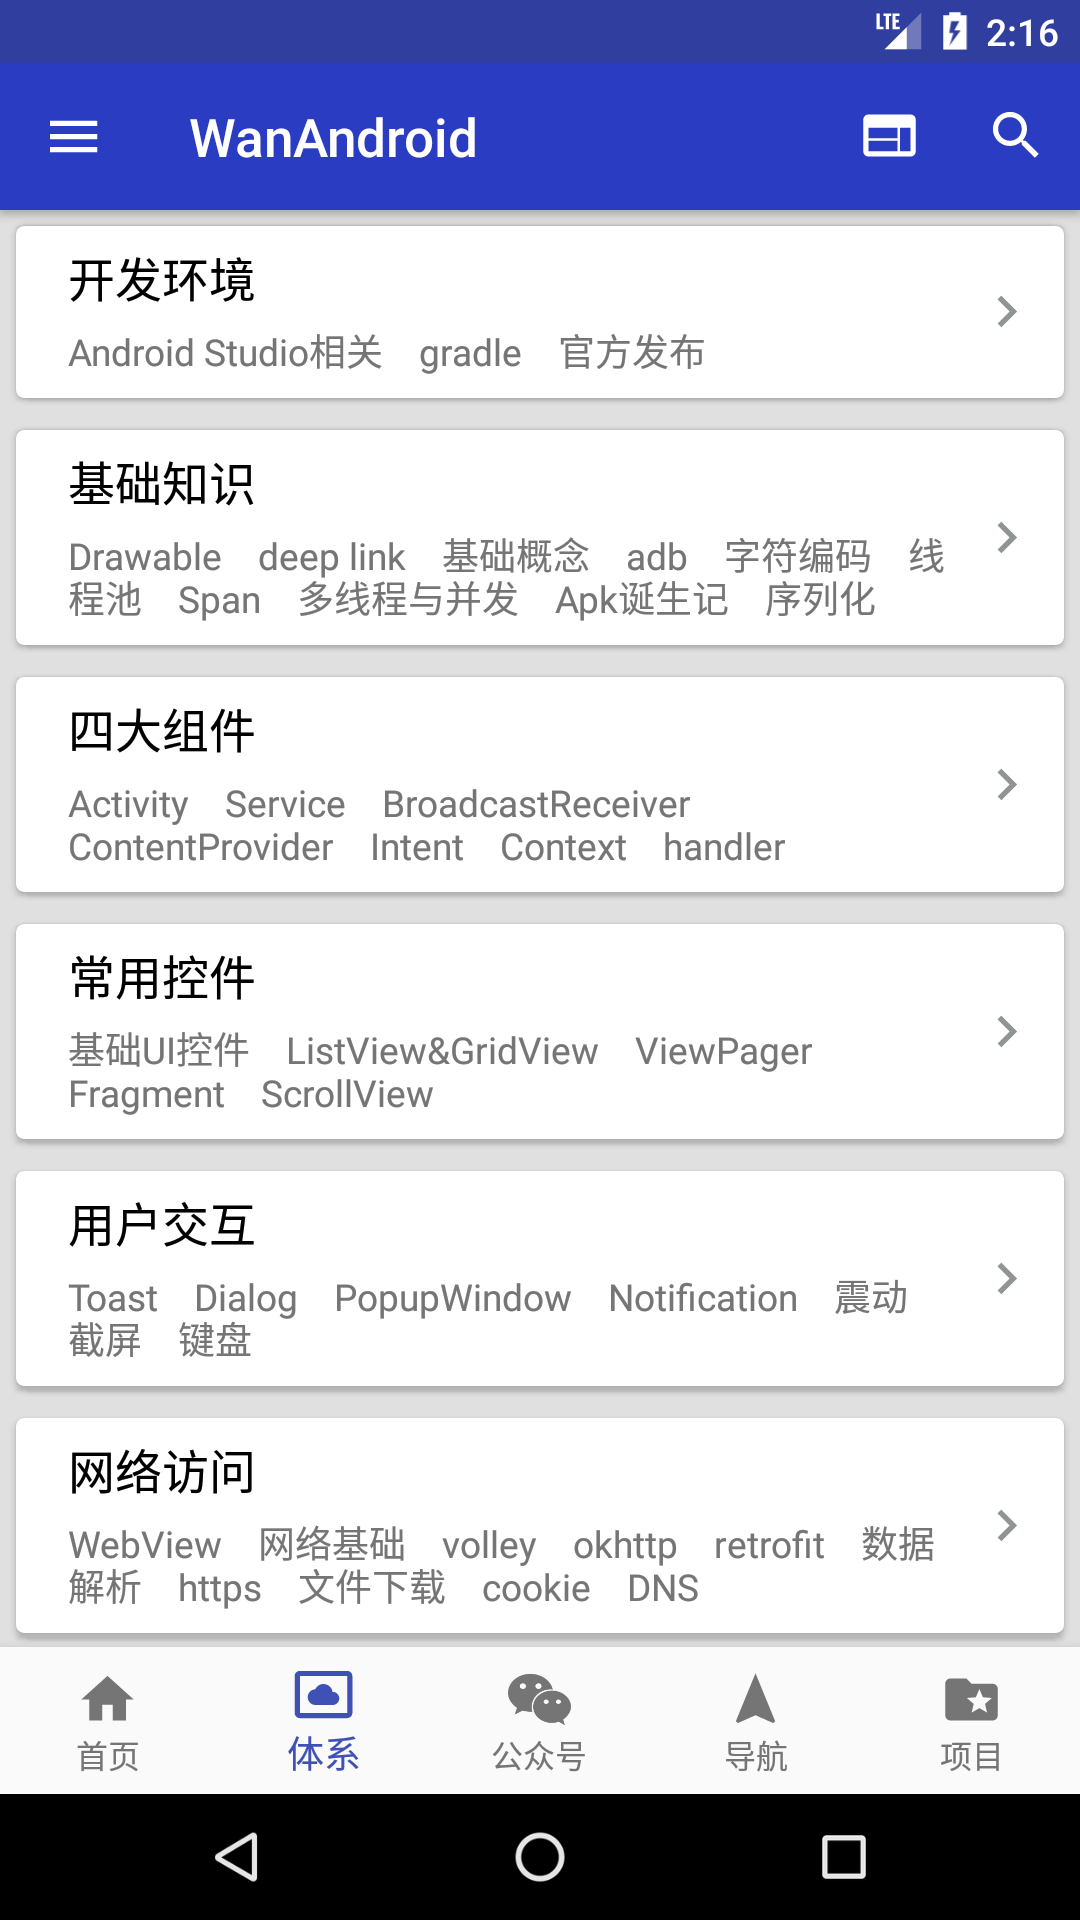 LTE 2:16
WanAndroid
开发环境
Android Studio相关 gradle 官方发布
基础知识
Drawable deep link 基础概念 adb 字符编码 线
程池 Span 多线程与并发 Apk诞生记 序列化
四大组件
Activity Service BroadcastReceiver
ContentProvider Intent Context handler
常用控件
基础UI控件 ListView&GridView ViewPager
Fragment ScrollView
用户交互
Toast Dialog PopupWindow Notification 震动
截屏 键盘
网络访问
WebView 网络基础 volley okhttp retrofit 数据
解析 https 文件下载 cookie DNS
首页 体系 公众号 导航 项目